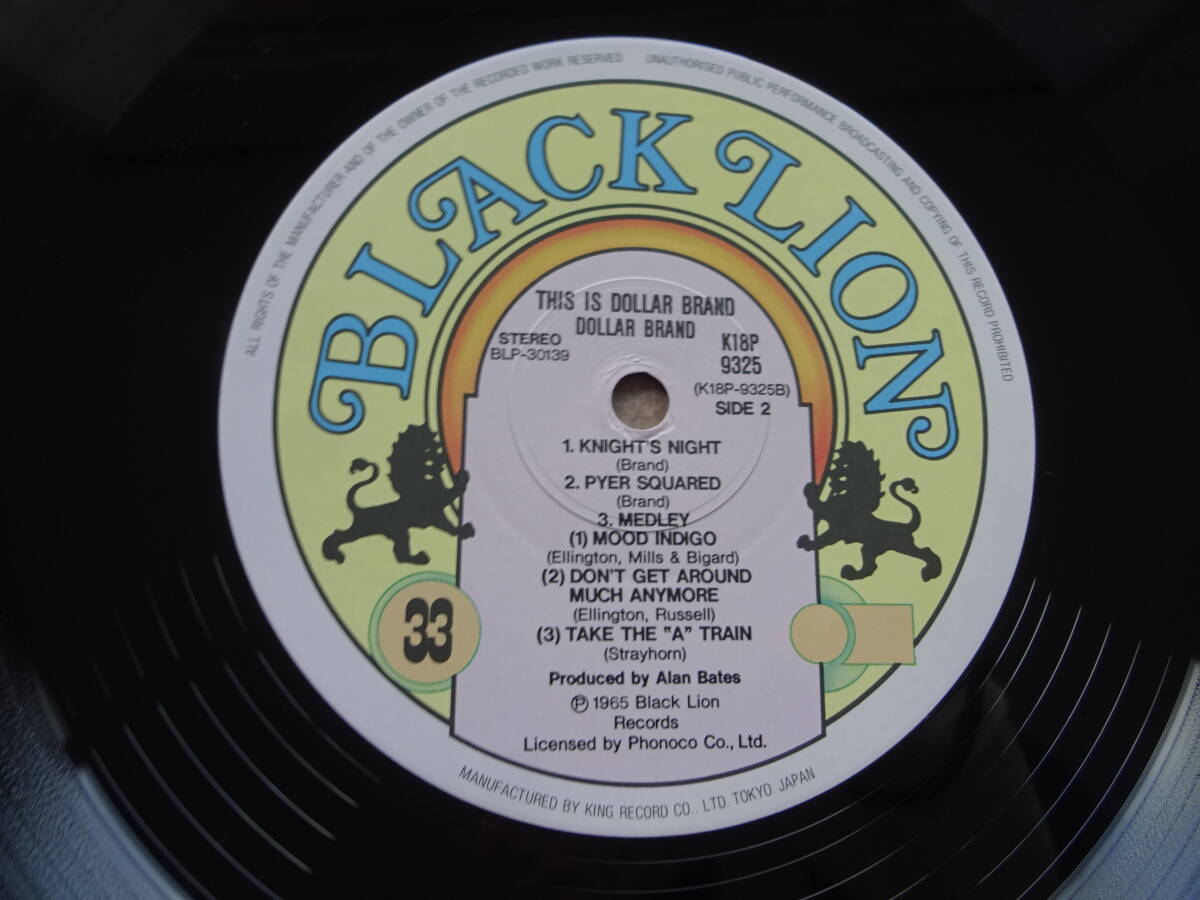 ALL RIGHTS OF THE MANUFACTURER AND OF THE OWNER OF THE RECORDED WORK RESERVED
UNAUTHORISED PUBLIC PERFORMANCE BROADCASTING AND COPYING OF THIS RECORD PROHIBITED
BLACK LION
THIS IS DOLLAR BRAND
DOLLAR BRAND
STEREO
BLP-30139
K18P
9325
(K18P-9325B)
SIDE 2
1. KNIGHT'S NIGHT
(Brand)
2. PYER SQUARED
(Brand)
3. MEDLEY
(1) MOOD INDIGO
(Ellington, Mills & Bigard)
(2) DON'T GET AROUND
MUCH ANYMORE
(Ellington, Russell)
(3) TAKE THE "A" TRAIN
(Strayhorn)
Produced by Alan Bates
Ⓟ 1965 Black Lion
Records
Licensed by Phonoco Co., Ltd.
33
MANUFACTURED BY KING RECORD CO., LTD. TOKYO. JAPAN